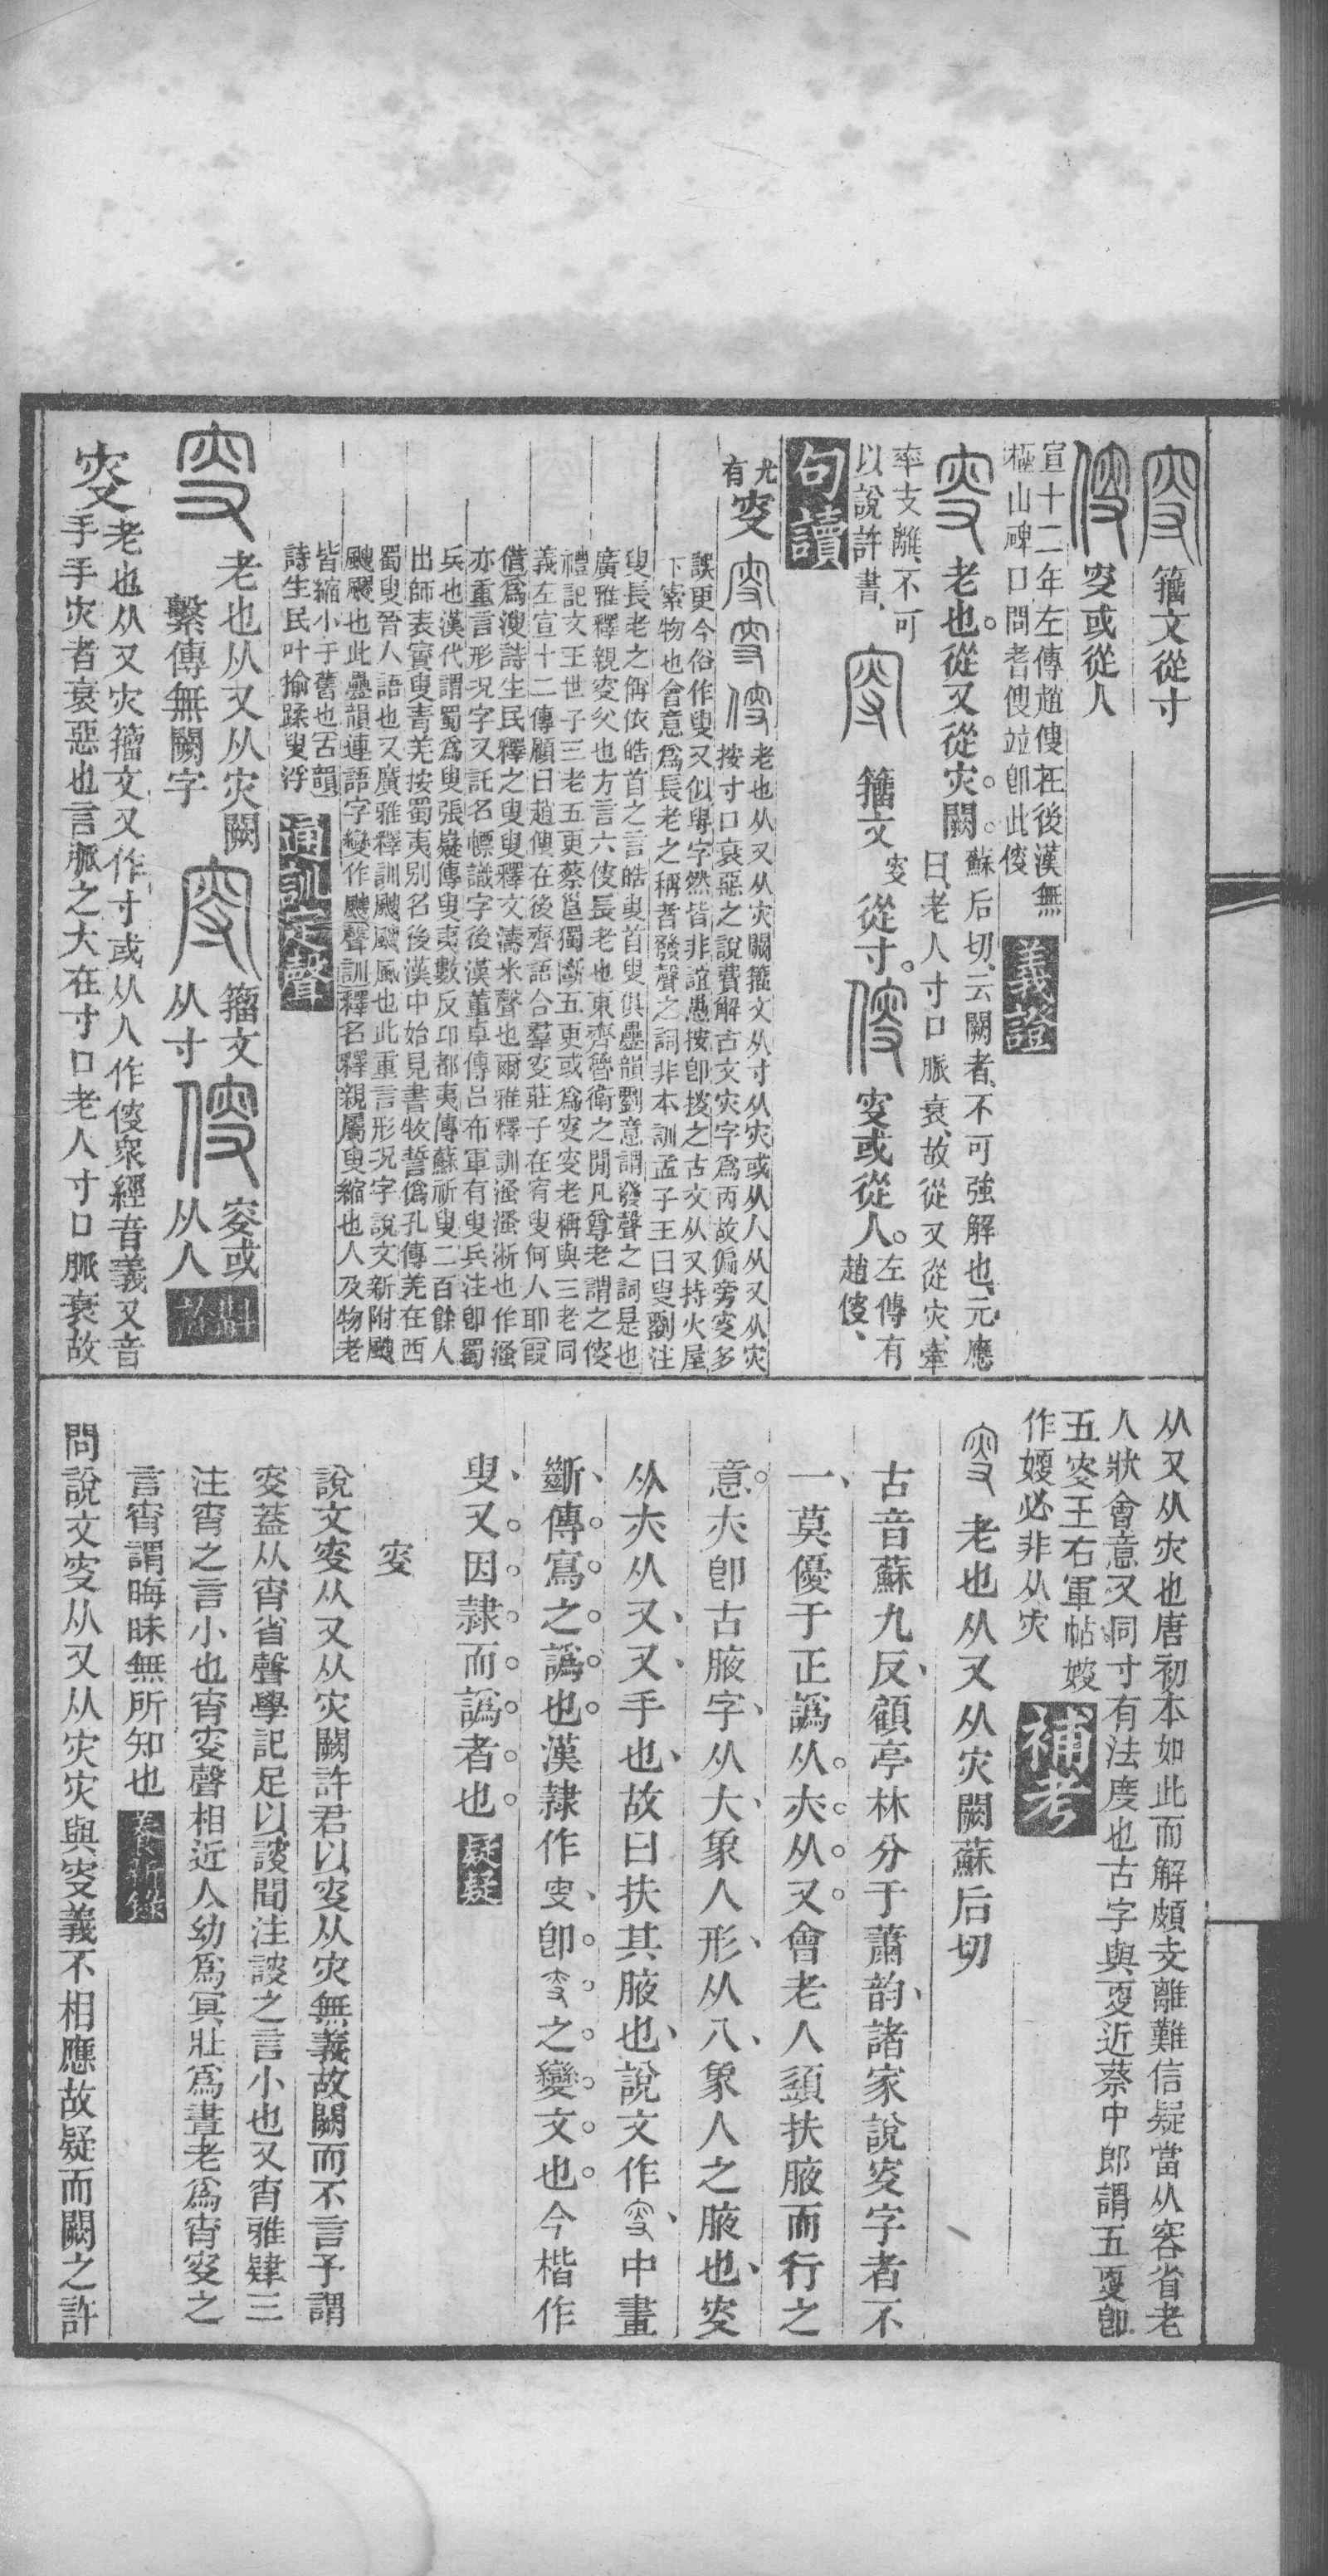 籒文從寸
㚇或從人
宣十二年左傳趙傁在後漢無
極山碑口問耆傁竝卽此傁
義證
老也。從又從灾。闕。
蘇后切、云闕者、不可強解也、元應
曰、老人寸口脈衰、故從又從灾、牽
率支離、不可
以說許書、
籒文㚇從寸。
㚇或從人。
左傳有
趙傁、
句讀
尤
有
叜
老也从又从灾闕籒文从寸从灾或从人从又从灾
按寸口衰惡之說費解古文灾字爲丙故偏旁叜多
誤更今俗作叟又似𦥔字然皆非誼愚按卽挼之古文从又持火屋
下索物也會意爲長老之稱者發聲之詞非本訓孟子王曰叟劉注
叟長老之偁依皓首之言皓叟首叟俱疊韻劉意謂發聲之詞是也
廣雅釋親叜父也方言六傁長老也東齊魯衛之閒凡尊老謂之傁
禮記文王世子三老五更蔡邕獨斷五更或爲叜叜老稱與三老同
義左宣十二傳顧曰趙傁在後齊語合羣叜莊子在宥叟何人耶叚
借爲溲詩生民釋之叟叟釋文濤米聲也爾雅釋訓溞溞淅也作溞
亦重言形况字又託名幖識字後漢董卓傳呂布軍有叟兵注卽蜀
兵也漢代謂蜀爲叟張嶷傳叟夷數反邛都夷傳蘇祈叟二百餘人
出師表賨叟靑羌按蜀夷别名後漢中始見書牧誓僞孔傳羌在西
蜀叟晉人語也又廣雅釋訓颼颼風也此重言形况字說文新附颼
颼飂也此疊韻連語字變作颼聲訓釋名釋親屬叟縮也人及物老
皆縮小于舊也古韻
詩生民叶揄蹂叟浮
通訓定聲
老也从又从灾闕
繫傳無闕字
籒文
从寸
叜或
从人
斠詮
叜
老也从又灾籒文又作寸或从人作傁衆經音義又音
手手灾者衰惡也言脈之大在寸口老人寸口脈衰故
从又从灾也唐初本如此而解頗支離難信疑當从容省老
人狀會意又同寸有法度也古字與㪅近蔡中郎謂五㪅卽
五叜王右軍帖㛮
作嫂必非从灾
補考
老也从又从灾闕蘇后切
古音蘇九反、顧亭林分于蕭韵、諸家說叜字者不
一、莫優于正譌从亦从又會老人頭扶腋而行之
意。亦卽古腋字、从大、象人形、从八、象人之腋也、叜
从亦从又、又、手也、故曰扶其腋也、說文作叜、中畫
斷、傳寫之譌也。漢隸作叟、卽叜之變文也。今楷作
叟、又因隸而譌者也。
疑疑
叜
說文叜从又从灾闕許君以叜从灾無義故闕而不言予謂
叜葢从宵省聲學記足以謏聞注謏之言小也又宵雅肄三
注宵之言小也宵叜聲相近人幼爲冥壯爲晝老爲宵叜之
言宵謂晦昧無所知也
養新錄
問說文叜从又从灾灾與叜義不相應故疑而闕之許